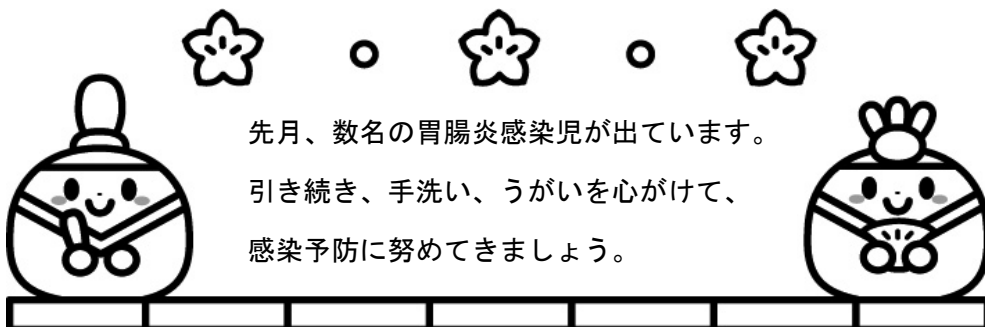 先月、数名の胃腸炎感染児が出ています。
引き続き、手洗い、うがいを心がけて、
感染予防に努めてきましょう。